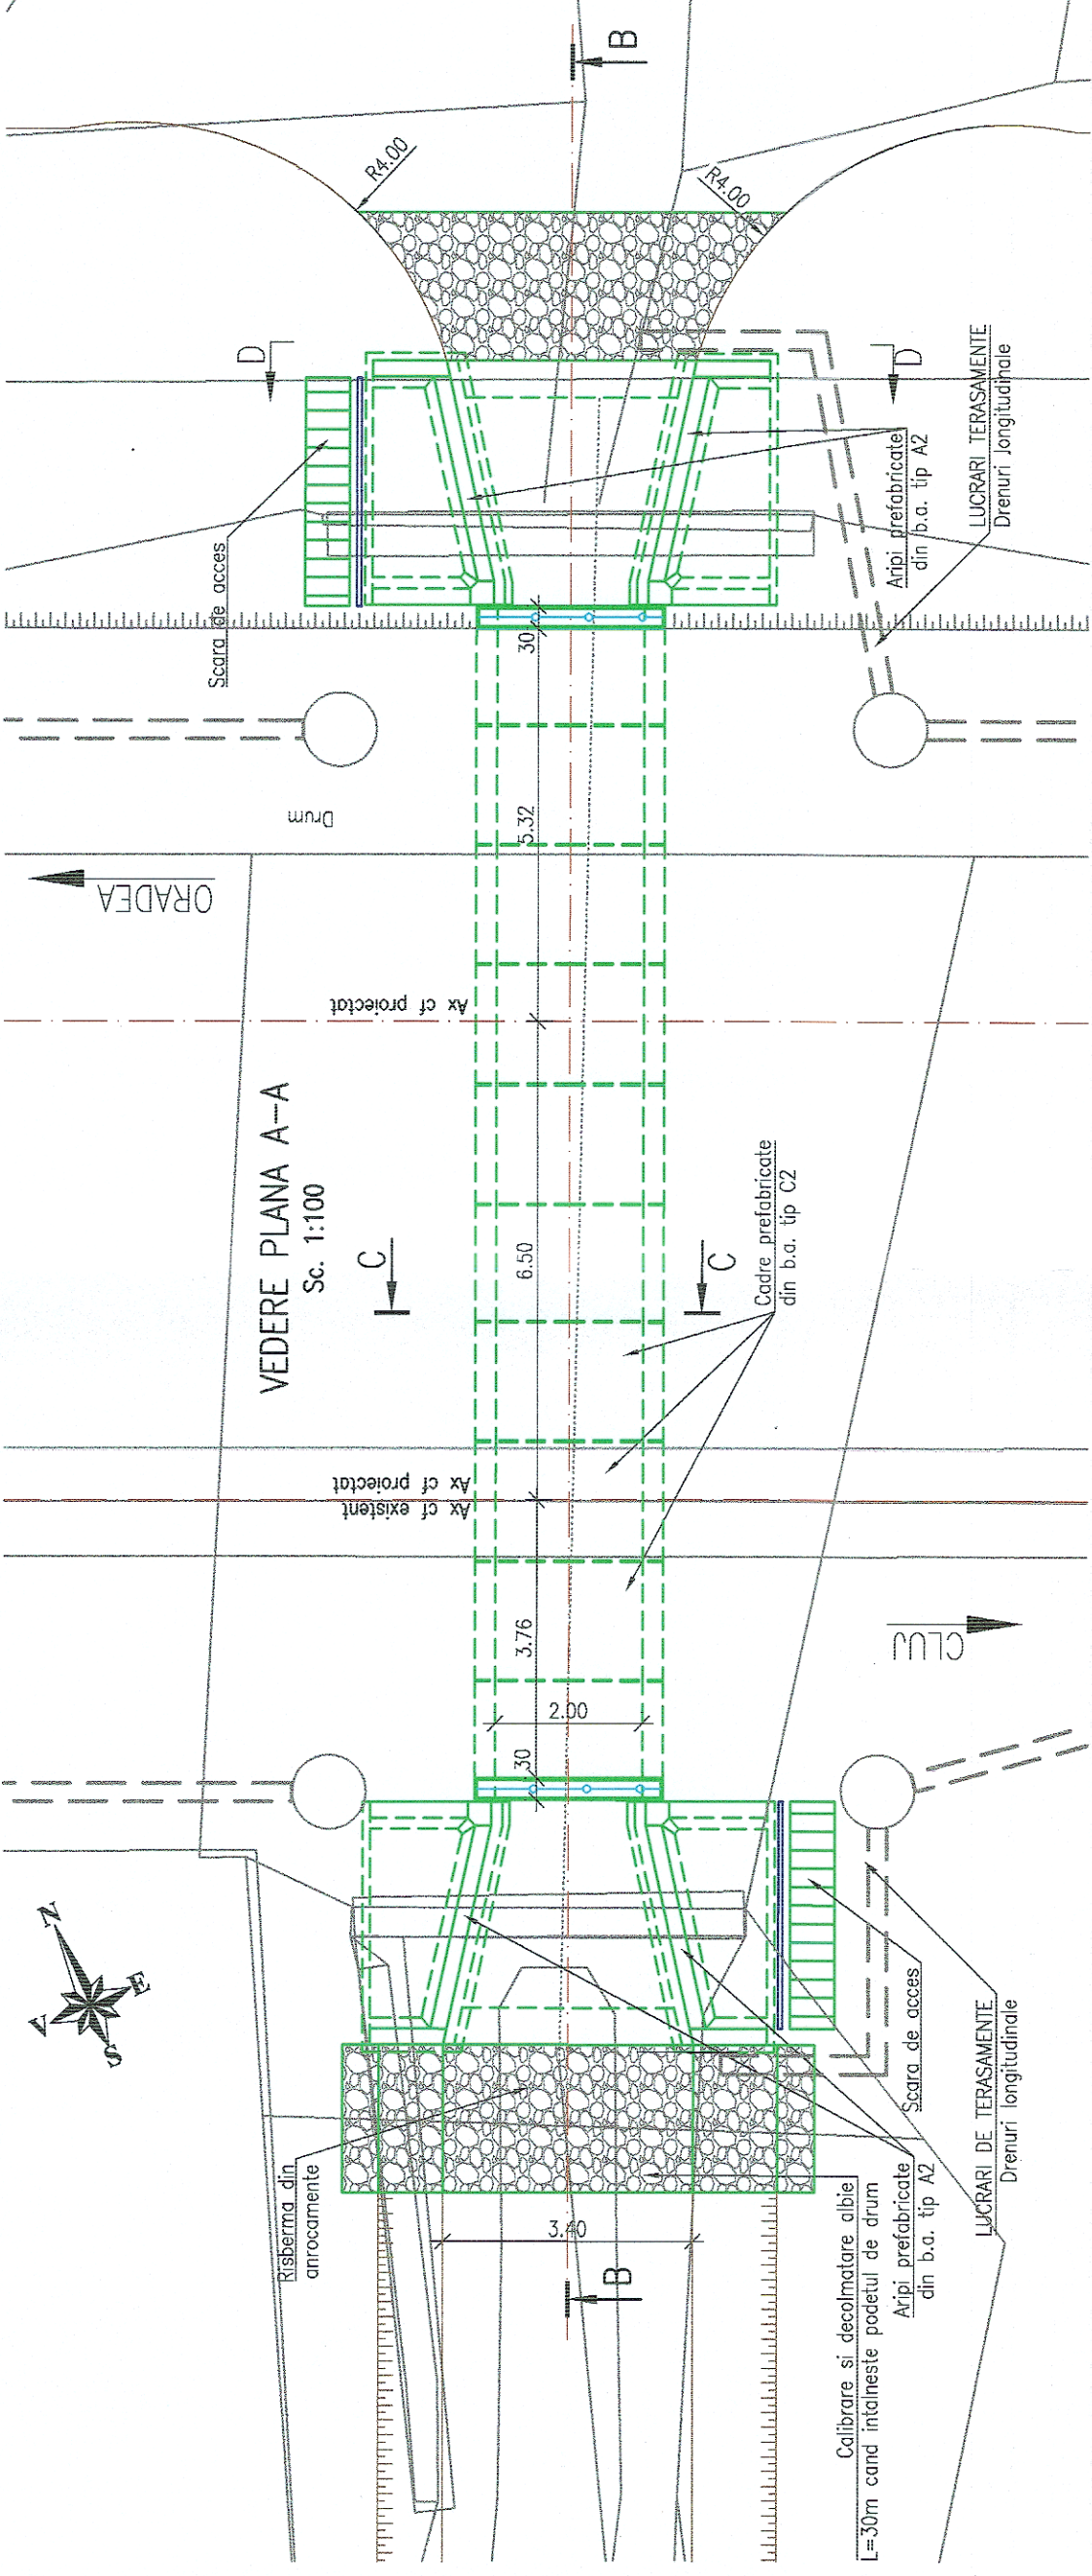 VEDERE PLANA A-A
Sc. 1:100
ORADEA
CLUJ
Drum
Ax cf proiectat
Ax cf proiectat
Ax cf existent
Scara de acces
R4.00
R4.00
B
D
D
Aripi prefabricate
din b.a. tip A2
LUCRARI TERASAMENTE
Drenuri longitudinale
30
5.32
6.50
3.76
30
2.00
C
C
Cadre prefabricate
din b.a. tip C2
N
E
S
V
Risberma din
anrocamente
3.40
B
Scara de acces
LUCRARI DE TERASAMENTE
Drenuri longitudinale
Aripi prefabricate
din b.a. tip A2
Calibrare si decolmatare albie
L=30m cand intalneste podetul de drum